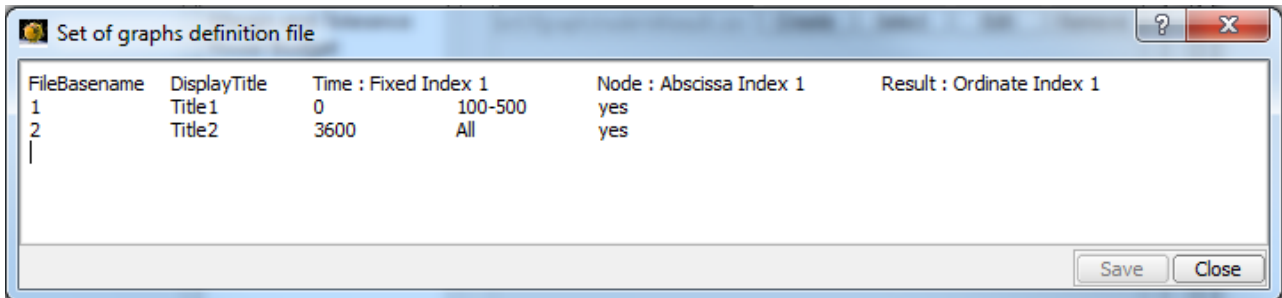 Set of graphs definition file
FileBasename DisplayTitle Time : Fixed Index 1 Node : Abscissa Index 1 Result : Ordinate Index 1
1 Title1 0 100-500 yes
2 Title2 3600 All yes
Save Close